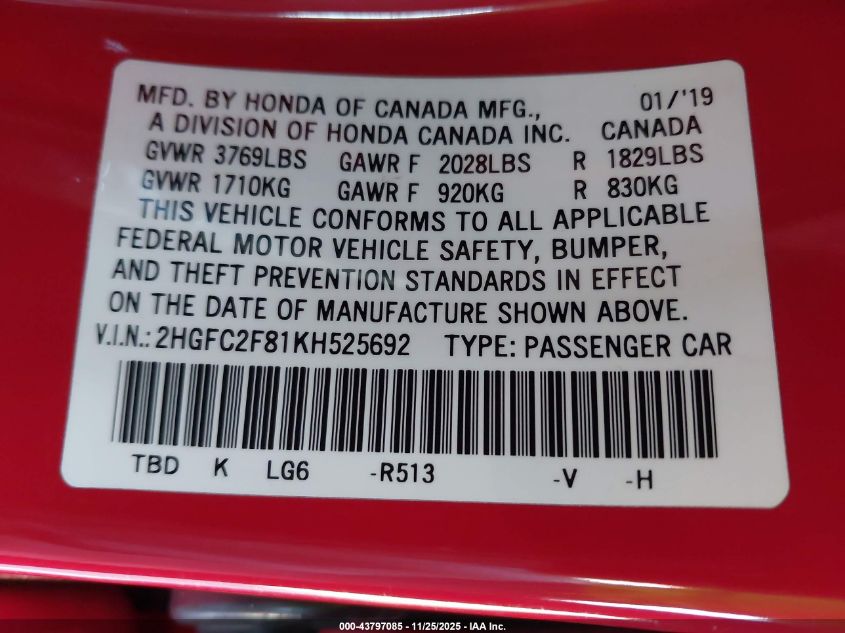 MFD. BY HONDA OF CANADA MFG., 01/'19
A DIVISION OF HONDA CANADA INC. CANADA
GVWR 3769LBS GAWR F 2028LBS R 1829LBS
GVWR 1710KG GAWR F 920KG R 830KG
THIS VEHICLE CONFORMS TO ALL APPLICABLE
FEDERAL MOTOR VEHICLE SAFETY, BUMPER,
AND THEFT PREVENTION STANDARDS IN EFFECT
ON THE DATE OF MANUFACTURE SHOWN ABOVE.
V.I.N.: 2HGFC2F81KH525692 TYPE: PASSENGER CAR
TBD K LG6 -R513 -V -H
000-43797085 - 11/25/2025 - IAA Inc.